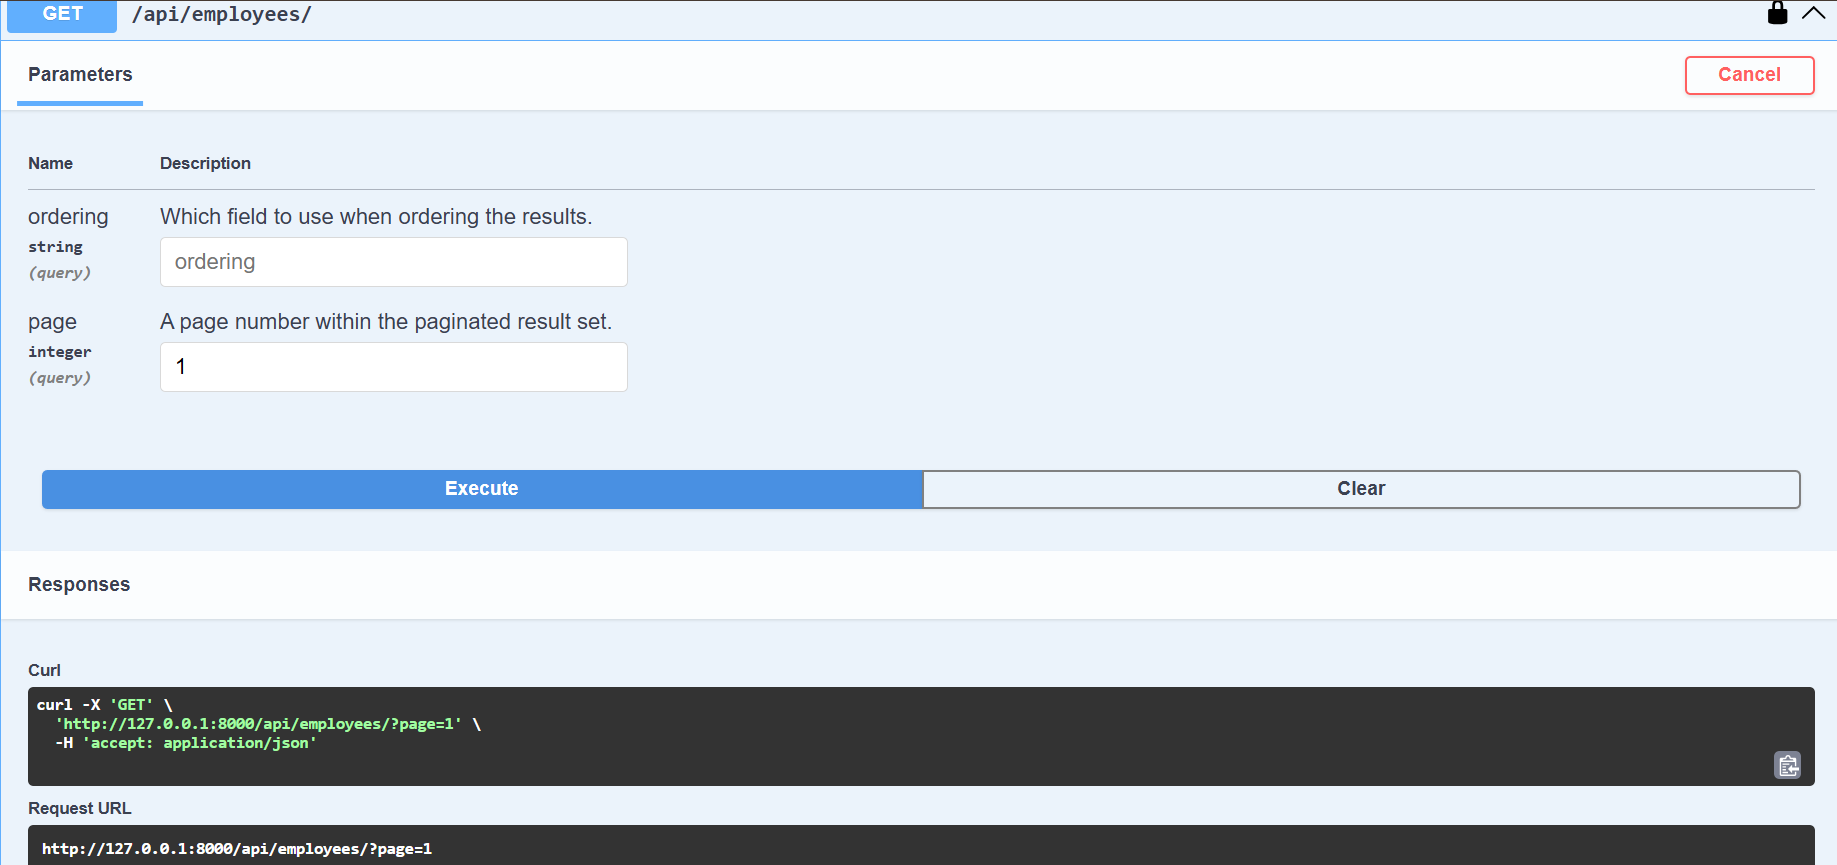 GET /api/employees/
Parameters
Cancel
Name Description
ordering Which field to use when ordering the results.
string
(query)
ordering
page A page number within the paginated result set.
integer
(query)
1
Execute Clear
Responses
Curl
curl -X 'GET' \
'http://127.0.0.1:8000/api/employees/?page=1' \
-H 'accept: application/json'
Request URL
http://127.0.0.1:8000/api/employees/?page=1